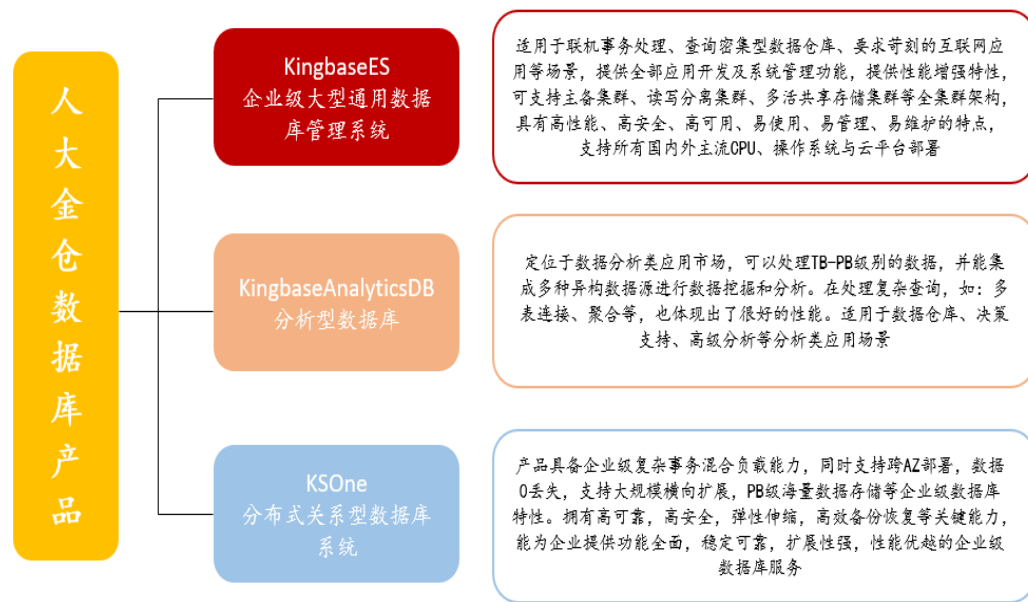 人大金仓数据库产品
KingbaseES
企业级大型通用数据
库管理系统
适用于联机事务处理、查询密集型数据仓库、要求苛刻的互联网应
用等场景，提供全部应用开发及系统管理功能，提供性能增强特性，
可支持主备集群、读写分离集群、多活共享存储集群等全集群架构，
具有高性能、高安全、高可用、易使用、易管理、易维护的特点，
支持所有国内外主流CPU、操作系统与云平台部署
KingbaseAnalyticsDB
分析型数据库
定位于数据分析类应用市场，可以处理TB-PB级别的数据，并能集
成多种异构数据源进行数据挖掘和分析。在处理复杂查询，如：多
表连接、聚合等，也体现出了很好的性能。适用于数据仓库、决策
支持、高级分析等分析类应用场景
KSOne
分布式关系型数据库
系统
产品具备企业级复杂事务混合负载能力，同时支持跨AZ部署，数据
0丢失，支持大规模横向扩展，PB级海量数据存储等企业级数据库
特性。拥有高可靠，高安全，弹性伸缩，高效备份恢复等关键能力，
能为企业提供功能全面，稳定可靠，扩展性强，性能优越的企业级
数据库服务